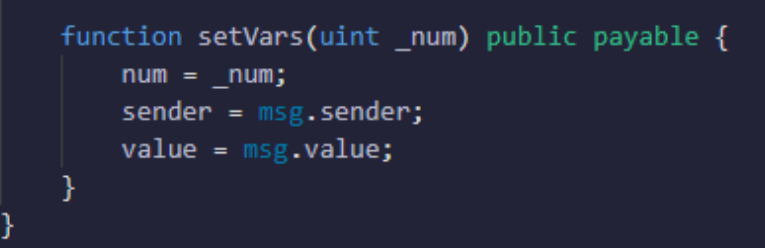 function setVars(uint _num) public payable {
num = _num;
sender = msg.sender;
value = msg.value;
}
}